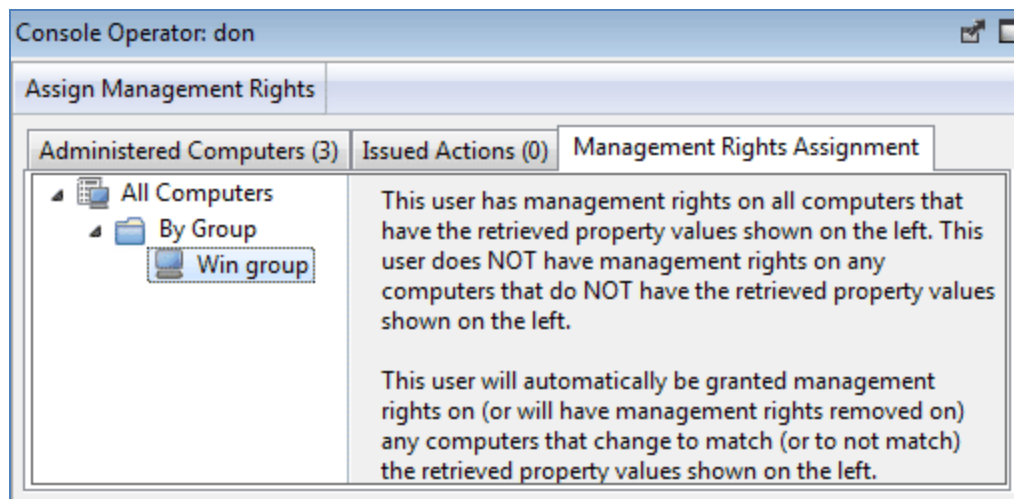 Console Operator: don
Assign Management Rights
Administered Computers (3)
Issued Actions (0)
Management Rights Assignment
All Computers
By Group
Win group
This user has management rights on all computers that
have the retrieved property values shown on the left. This
user does NOT have management rights on any
computers that do NOT have the retrieved property values
shown on the left.
This user will automatically be granted management
rights on (or will have management rights removed on)
any computers that change to match (or to not match)
the retrieved property values shown on the left.